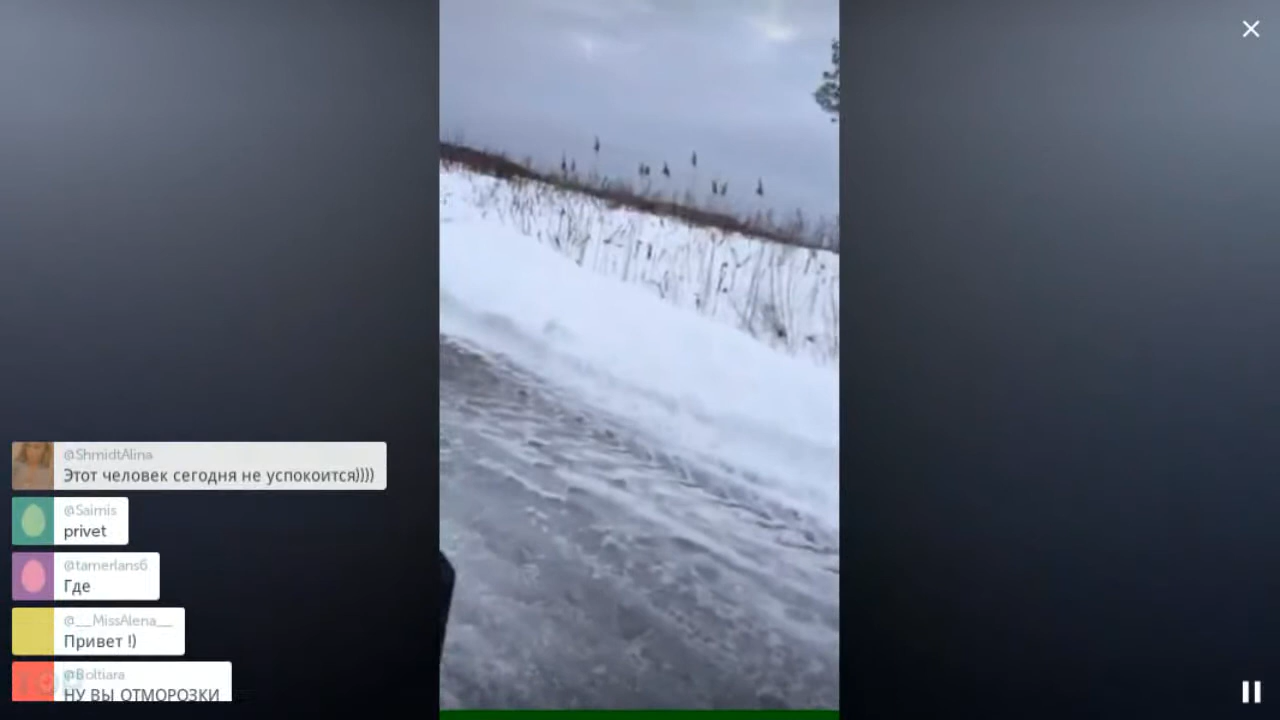 @ShmidtAlina
Этот человек сегодня не успокоится))))
@Saimis
privet
@tamerlans6
Где
@__MissAlena__
Привет !)
@Boltiara
НУ ВЫ ОТМОРОЗКИ